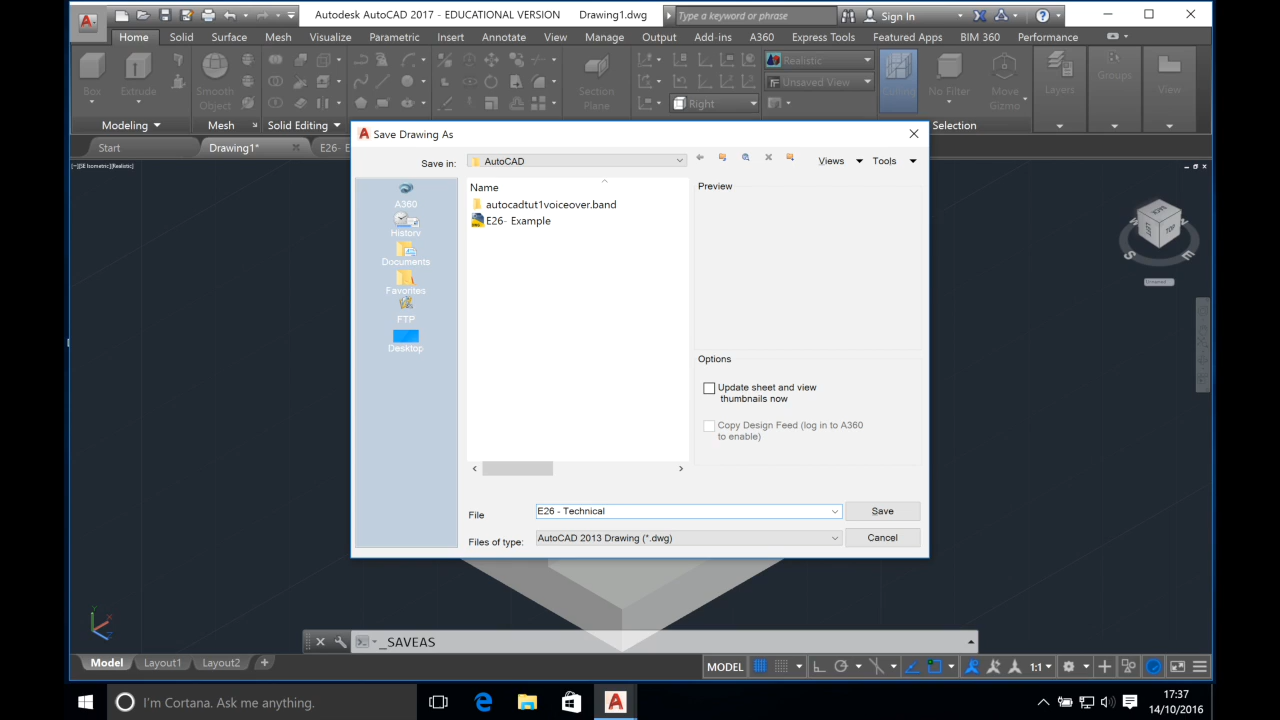 Autodesk AutoCAD 2017 - EDUCATIONAL VERSION Drawing1.dwg
Type a keyword or phrase
Sign In
Home Solid Surface Mesh Visualize Parametric Insert Annotate View Manage Output Add-ins A360 Express Tools Featured Apps BIM 360 Performance
Box
Extrude
Smooth
Object
Section
Plane
Realistic
Unsaved View
Right
Culling
No Filter
Move
Gizmo
Layers
Groups
View
Modeling
Mesh
Solid Editing
Selection
Start
Drawing1*
E26- E
Save Drawing As
Save in:
AutoCAD
Views
Tools
A360
History
Documents
Favorites
FTP
Desktop
Name
autocadtut1voiceover.band
E26- Example
Preview
Options
Update sheet and view
thumbnails now
Copy Design Feed (log in to A360
to enable)
File
E26 - Technical
Save
Files of type:
AutoCAD 2013 Drawing (*.dwg)
Cancel
TOP
S
E
Unnamed
_SAVEAS
Model Layout1 Layout2 +
MODEL
1:1
I'm Cortana. Ask me anything.
17:37
14/10/2016